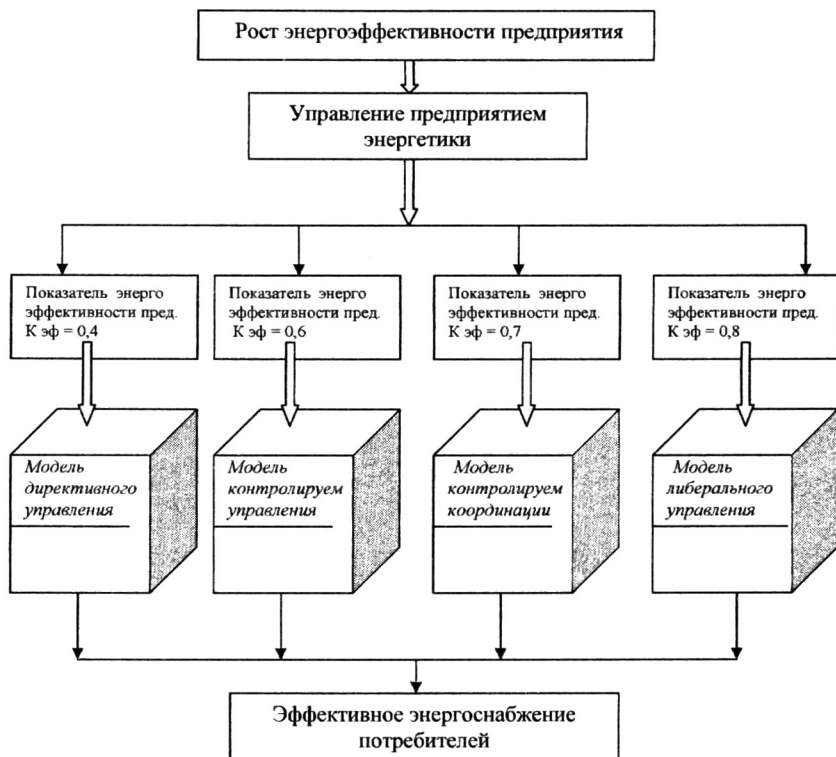 Рост энергоэффективности предприятия
Управление предприятием
энергетики
Показатель энерго
эффективности пред.
К эф = 0,4
Показатель энерго
эффективности пред.
К эф = 0,6
Показатель энерго
эффективности пред.
К эф = 0,7
Показатель энерго
эффективности пред.
К эф = 0,8
Модель
директивного
управления
Модель
контролируем
управления
Модель
контролируем
координации
Модель
либерального
управления
Эффективное энергоснабжение
потребителей